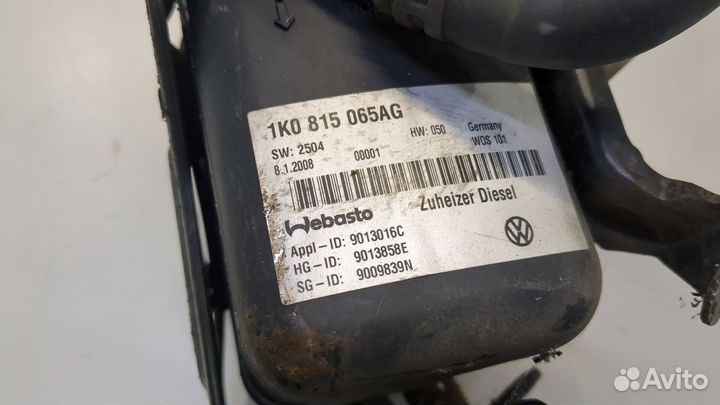 1K0 815 065AG
SW: 2504 HW: 050 Germany
8.1.2008 00001 WOS 101
Webasto Zuheizer Diesel
Appl-ID: 9013016C
HG-ID: 9013858E
SG-ID: 9009839N
Avito